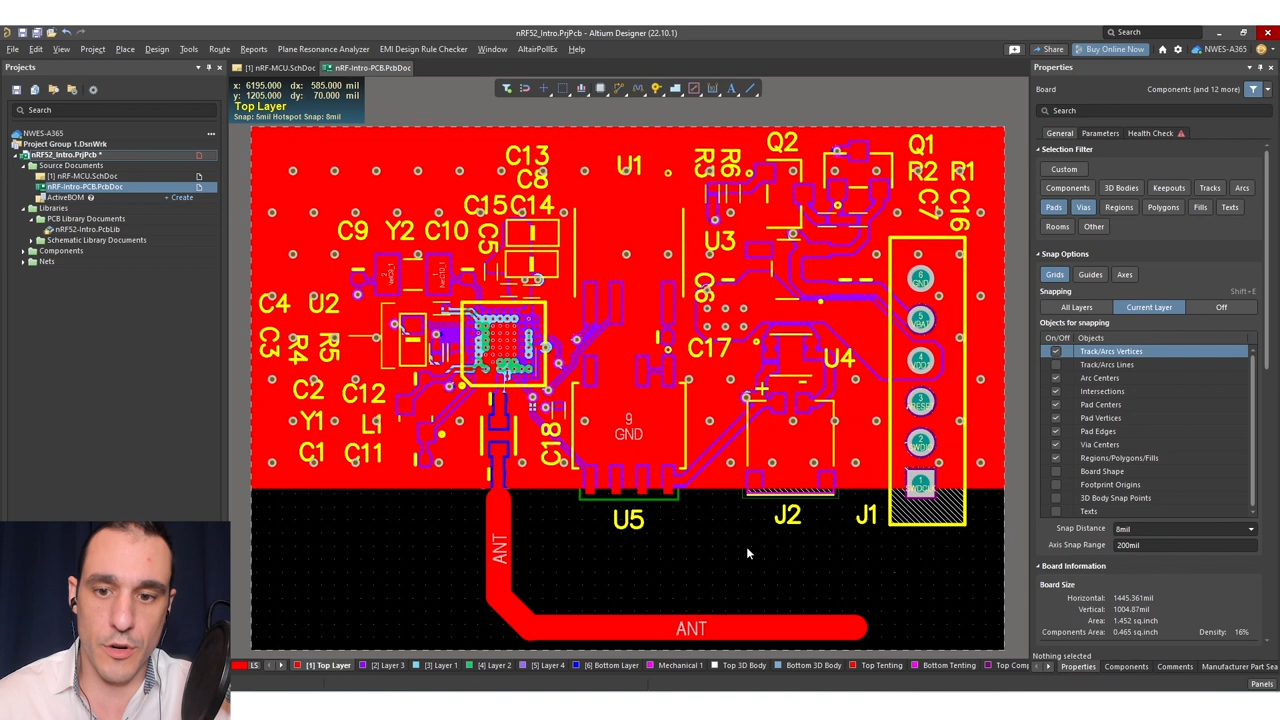 nRF52_Intro.PrjPcb - Altium Designer (22.10.1)
Search
File Edit View Project Place Design Tools Route Reports Plane Resonance Analyzer EMI Design Rule Checker Window AltairPollEx Help
Share
Buy Online Now
NWES-A365
Projects
[1] nRF-MCU.SchDoc
nRF-Intro-PCB.PcbDoc
Properties
x: 6195.000 dx: 585.000 mil
y: 1205.000 dy: 70.000 mil
Top Layer
Snap: 5mil Hotspot Snap: 8mil
Board
Components (and 12 more)
Search
Search
NWES-A365
Project Group 1.DsnWrk
nRF52_Intro.PrjPcb *
Source Documents
[1] nRF-MCU.SchDoc
nRF-Intro-PCB.PcbDoc
ActiveBOM
+ Create
Libraries
PCB Library Documents
nRF52-Intro.PcbLib
Schematic Library Documents
Components
Nets
C13
C8
C15 C14
C9 Y2 C10
C5
U1
R3
R6
Q2
Q1
R2 R1
C7
C16
U3
C6
C4 U2
C3
R4
R5
C17
U4
C2 C12
Y1 L1
C1 C11
C18
9
GND
6
GND
5
4
3
2
1
U5
J2
J1
ANT
ANT
General
Parameters
Health Check
Selection Filter
Custom
Components 3D Bodies Keepouts Tracks Arcs
Pads Vias Regions Polygons Fills Texts
Rooms Other
Snap Options
Grids Guides Axes
Snapping
Shift+E
All Layers Current Layer Off
Objects for snapping
On/Off Objects
Track/Arcs Vertices
Track/Arcs Lines
Arc Centers
Intersections
Pad Centers
Pad Vertices
Pad Edges
Via Centers
Regions/Polygons/Fills
Board Shape
Footprint Origins
3D Body Snap Points
Texts
Snap Distance 8mil
Axis Snap Range 200mil
Board Information
Board Size
Horizontal: 1445.361mil
Vertical: 1004.87mil
Area: 1.452 sq.inch
Components Area: 0.465 sq.inch Density: 16%
Nothing selected
LS
[1] Top Layer
[2] Layer 3
[3] Layer 1
[4] Layer 2
[5] Layer 4
[6] Bottom Layer
Mechanical 1
Top 3D Body
Bottom 3D Body
Top Tenting
Bottom Tenting
Top Comp
Properties
Components
Comments
Manufacturer Part Sea
Panels